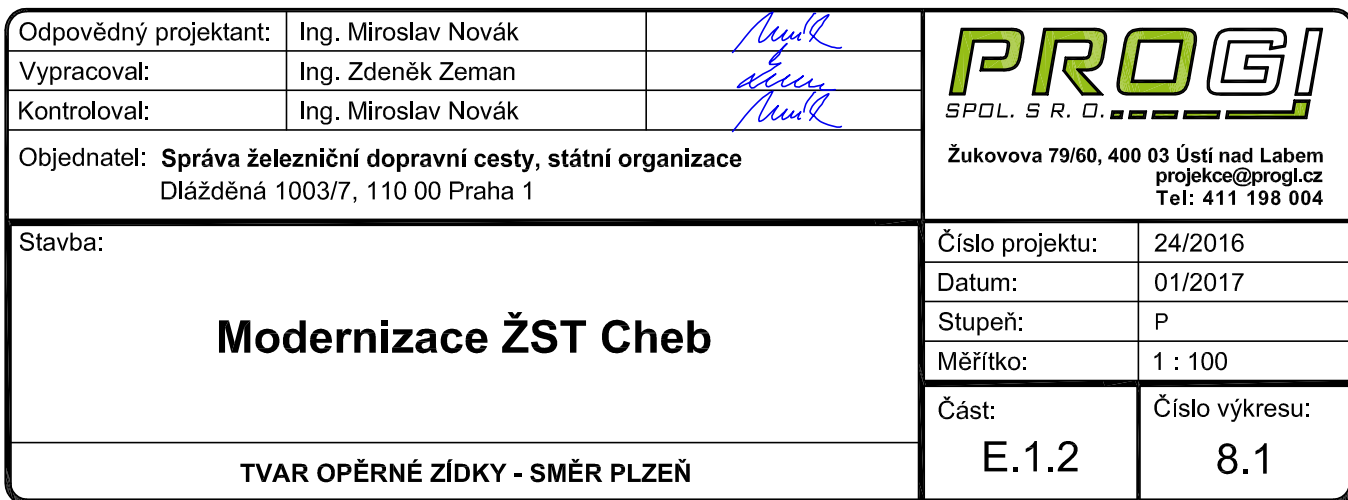 Odpovědný projektant: Ing. Miroslav Novák
Vypracoval: Ing. Zdeněk Zeman
Kontroloval: Ing. Miroslav Novák
Objednatel: Správa železniční dopravní cesty, státní organizace
Dlážděná 1003/7, 110 00 Praha 1
PROGI
SPOL. S R. O.
Žukovova 79/60, 400 03 Ústí nad Labem
projekce@progi.cz
Tel: 411 198 004
Stavba:
Modernizace ŽST Cheb
TVAR OPĚRNÉ ZÍDKY - SMĚR PLZEŇ
Číslo projektu: 24/2016
Datum: 01/2017
Stupeň: P
Měřítko: 1 : 100
Část: Číslo výkresu:
E.1.2 8.1